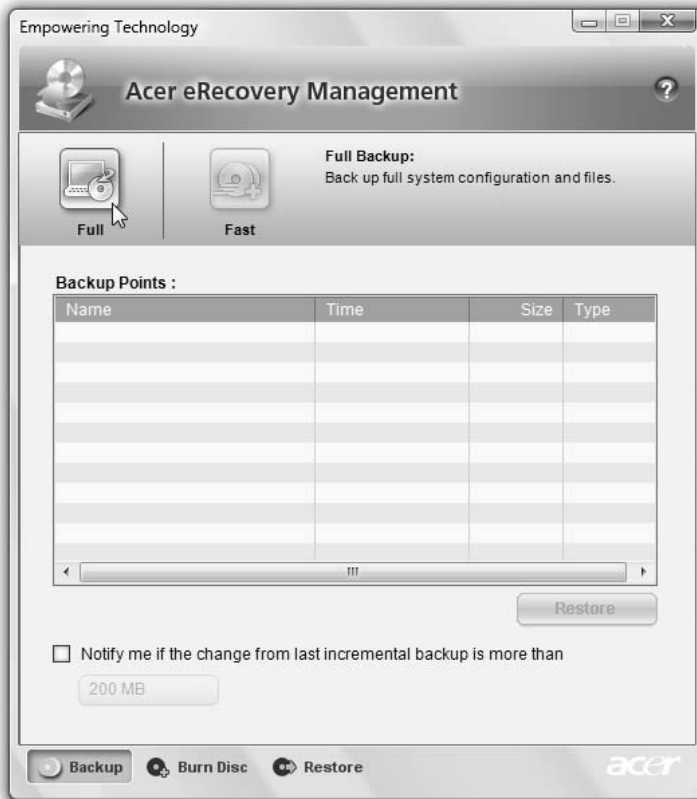 Empowering Technology
Acer eRecovery Management
?
Full Backup:
Back up full system configuration and files.
Full
Fast
Backup Points :
Name Time Size Type
Restore
Notify me if the change from last incremental backup is more than
200 MB
Backup Burn Disc Restore
acer